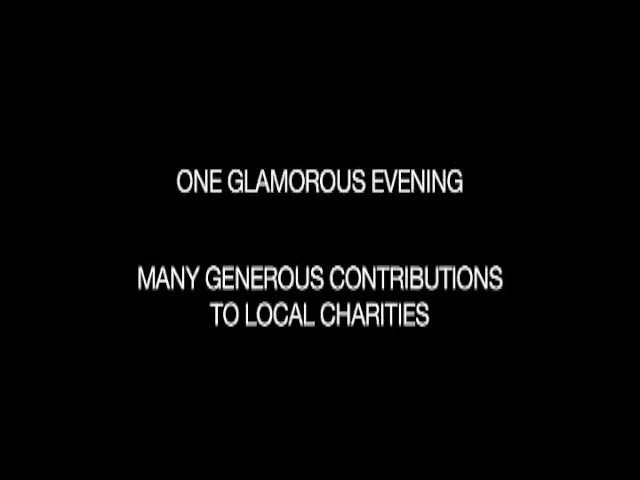 ONE GLAMOROUS EVENING
MANY GENEROUS CONTRIBUTIONS
TO LOCAL CHARITIES